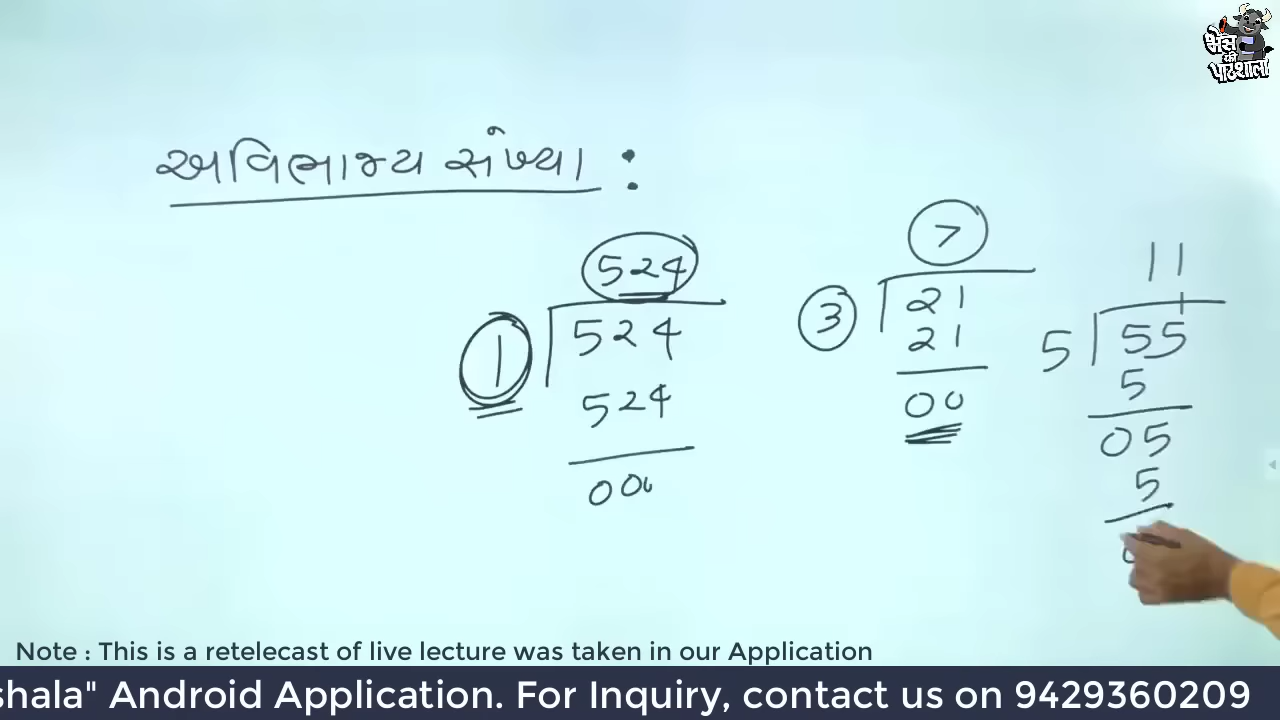 भैंस
की
पाठशाला
અવિભાજ્ય સંખ્યા :
524
1 524
524
000
7
3 21
21
00
11
5 55
5
05
5
Note : This is a retelecast of live lecture was taken in our Application
shala" Android Application. For Inquiry, contact us on 9429360209